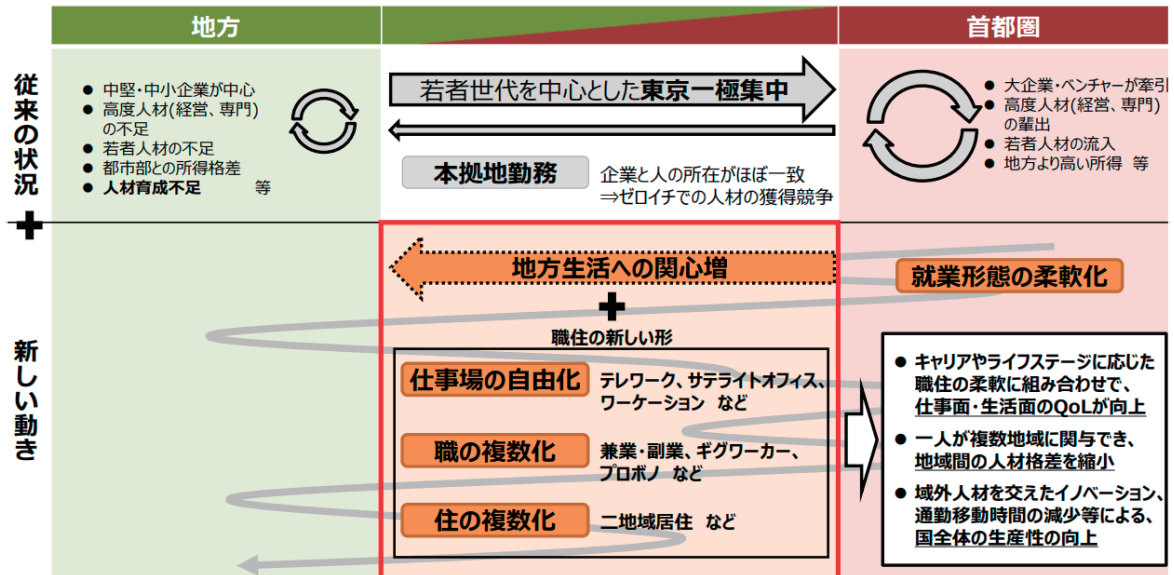 地方
首都圏
従来の状況
● 中堅・中小企業が中心
● 高度人材(経営、専門)
の不足
● 若者人材の不足
● 都市部との所得格差
● 人材育成不足 等
若者世代を中心とした東京一極集中
本拠地勤務
企業と人の所在がほぼ一致
⇒ゼロイチでの人材の獲得競争
● 大企業・ベンチャーが牽引
● 高度人材(経営、専門)
の輩出
● 若者人材の流入
● 地方より高い所得 等
+
新しい動き
地方生活への関心増
+
職住の新しい形
仕事場の自由化
テレワーク、サテライトオフィス、
ワーケーション など
職の複数化
兼業・副業、ギグワーカー、
プロボノ など
住の複数化
二地域居住 など
就業形態の柔軟化
● キャリアやライフステージに応じた
職住の柔軟に組み合わせで、
仕事面・生活面のQoLが向上
● 一人が複数地域に関与でき、
地域間の人材格差を縮小
● 域外人材を交えたイノベーション、
通勤移動時間の減少等による、
国全体の生産性の向上